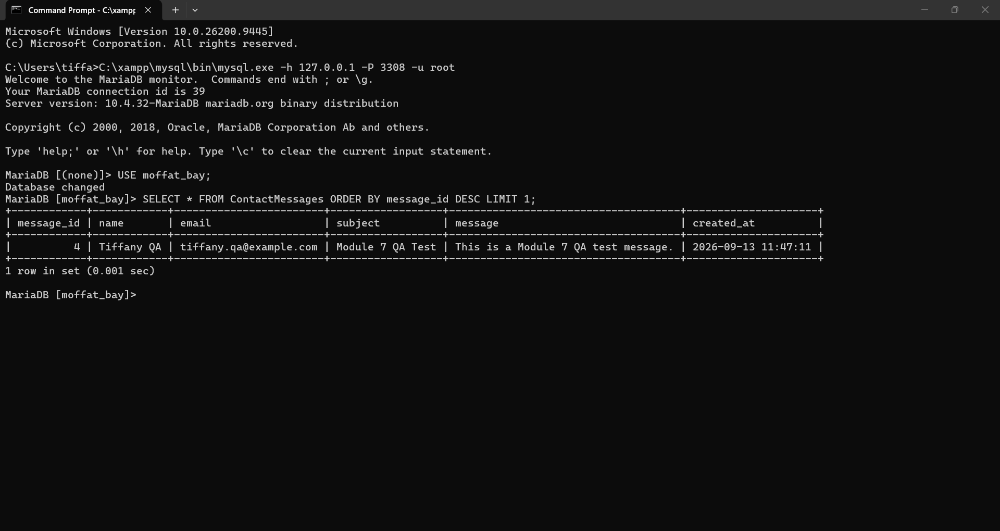 Command Prompt - C:\xampp
Microsoft Windows [Version 10.0.26200.9445]
(c) Microsoft Corporation. All rights reserved.
C:\Users\tiffa>C:\xampp\mysql\bin\mysql.exe -h 127.0.0.1 -P 3308 -u root
Welcome to the MariaDB monitor.  Commands end with ; or \g.
Your MariaDB connection id is 39
Server version: 10.4.32-MariaDB mariadb.org binary distribution
Copyright (c) 2000, 2018, Oracle, MariaDB Corporation Ab and others.
Type 'help;' or '\h' for help. Type '\c' to clear the current input statement.
MariaDB [(none)]> USE moffat_bay;
Database changed
MariaDB [moffat_bay]> SELECT * FROM ContactMessages ORDER BY message_id DESC LIMIT 1;
+------------+------------+------------------------+------------------+-------------------------------------+---------------------+
| message_id | name       | email                  | subject          | message                             | created_at          |
+------------+------------+------------------------+------------------+-------------------------------------+---------------------+
|          4 | Tiffany QA | tiffany.qa@example.com | Module 7 QA Test | This is a Module 7 QA test message. | 2026-09-13 11:47:11 |
+------------+------------+------------------------+------------------+-------------------------------------+---------------------+
1 row in set (0.001 sec)
MariaDB [moffat_bay]>